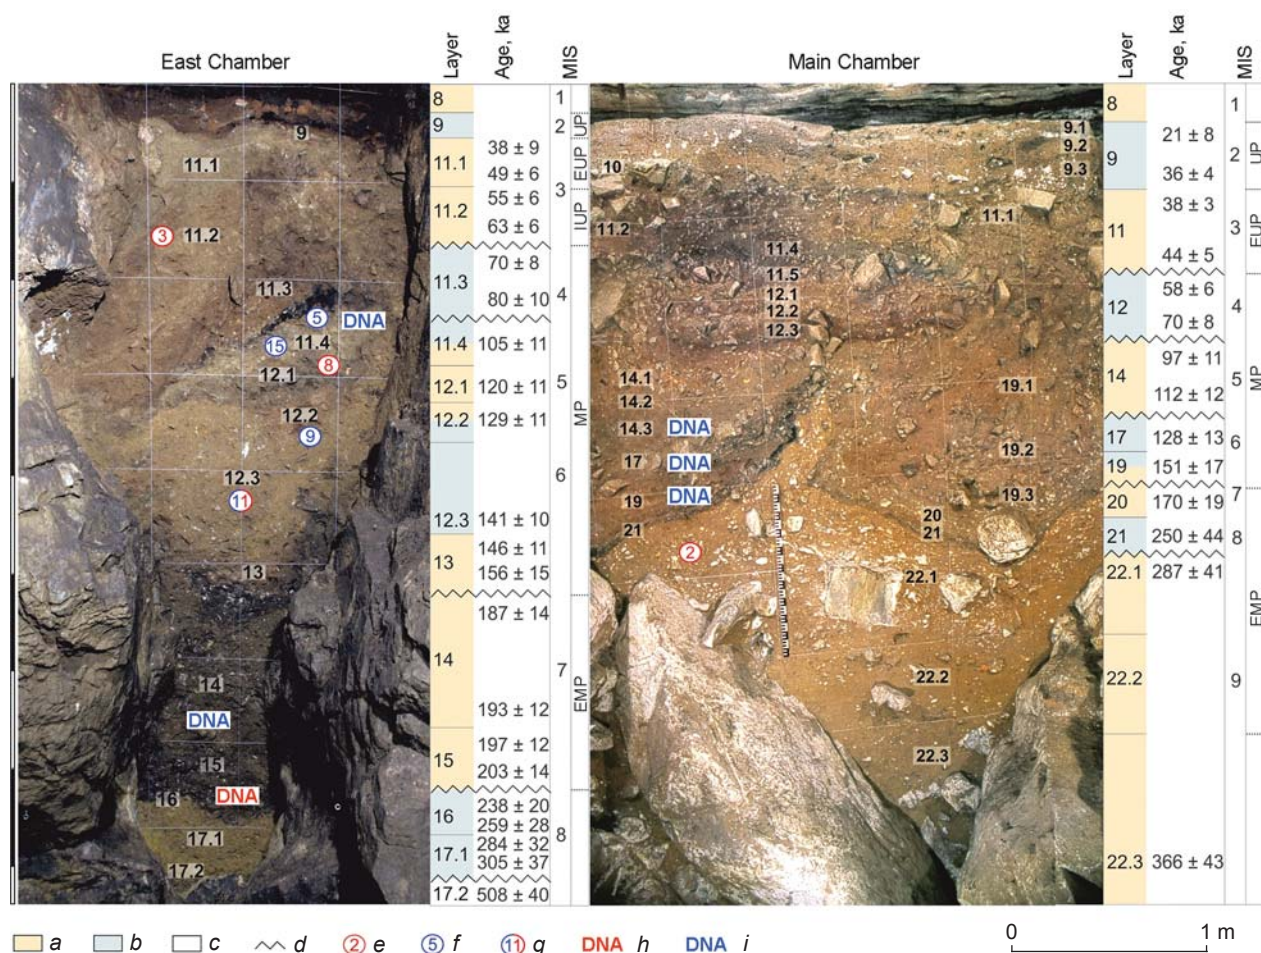 East Chamber
Layer
Age, ka
MIS
Main Chamber
Layer
Age, ka
MIS
8
9
11.1
11.2
11.3
11.4
12.1
12.2
12.3
13
14
15
16
17.1
17.2
38 ± 9
49 ± 6
55 ± 6
63 ± 6
70 ± 8
80 ± 10
105 ± 11
120 ± 11
129 ± 11
141 ± 10
146 ± 11
156 ± 15
187 ± 14
193 ± 12
197 ± 12
203 ± 14
238 ± 20
259 ± 28
284 ± 32
305 ± 37
508 ± 40
1
2
3
4
5
6
7
8
UP
EUP
IUP
MP
EMP
9
11.1
3
11.2
11.3
5
DNA
15
11.4
8
12.1
12.2
9
12.3
11
13
14
DNA
15
16
DNA
17.1
17.2
9.1
9.2
9.3
10
11.1
11.2
11.4
11.5
12.1
12.2
12.3
14.1
14.2
14.3
DNA
19.1
17
DNA
19.2
19
DNA
19.3
21
20
21
2
22.1
22.2
22.3
8
9
11
12
14
17
19
20
21
22.1
22.2
22.3
21 ± 8
36 ± 4
38 ± 3
44 ± 5
58 ± 6
70 ± 8
97 ± 11
112 ± 12
128 ± 13
151 ± 17
170 ± 19
250 ± 44
287 ± 41
366 ± 43
1
2
3
4
5
6
7
8
9
UP
EUP
MP
EMP
a
b
c
d
2 e
5 f
11 g
DNA h
DNA i
0 1 m